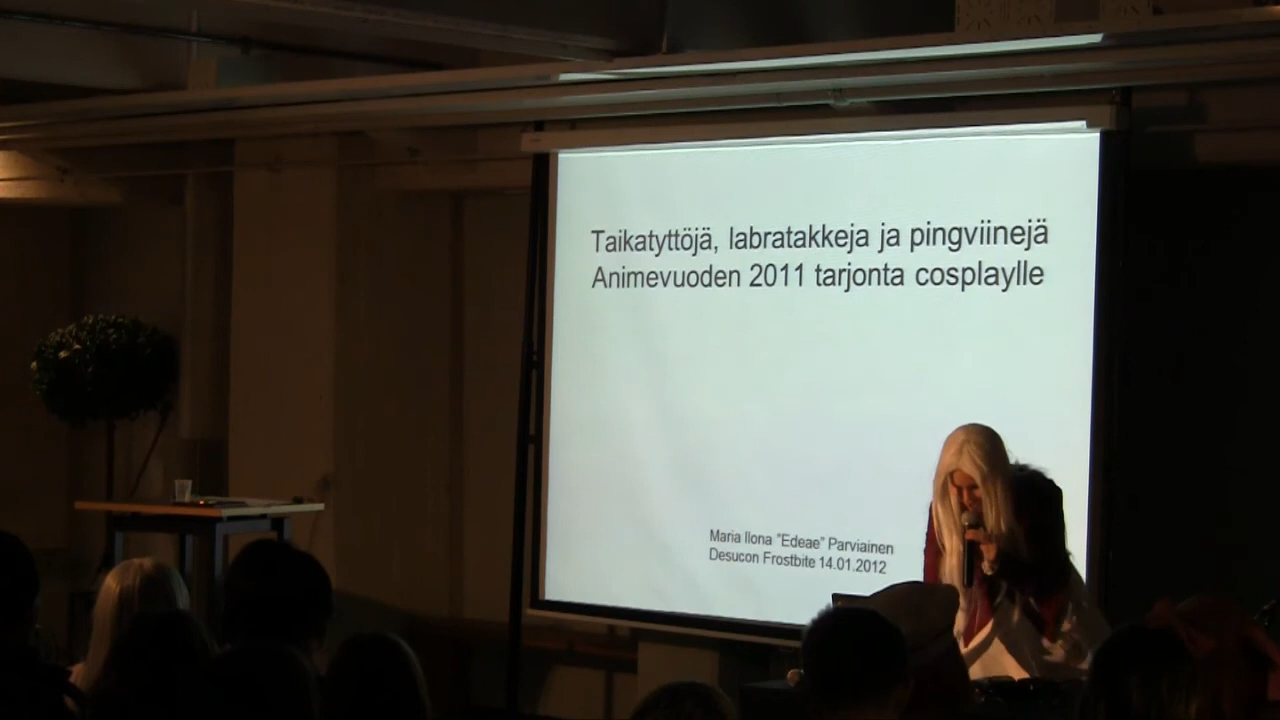 Taikatyttöjä, labratakkeja ja pingviinejä
Animevuoden 2011 tarjonta cosplaylle
Maria Ilona "Edeae" Parviainen
Desucon Frostbite 14.01.2012